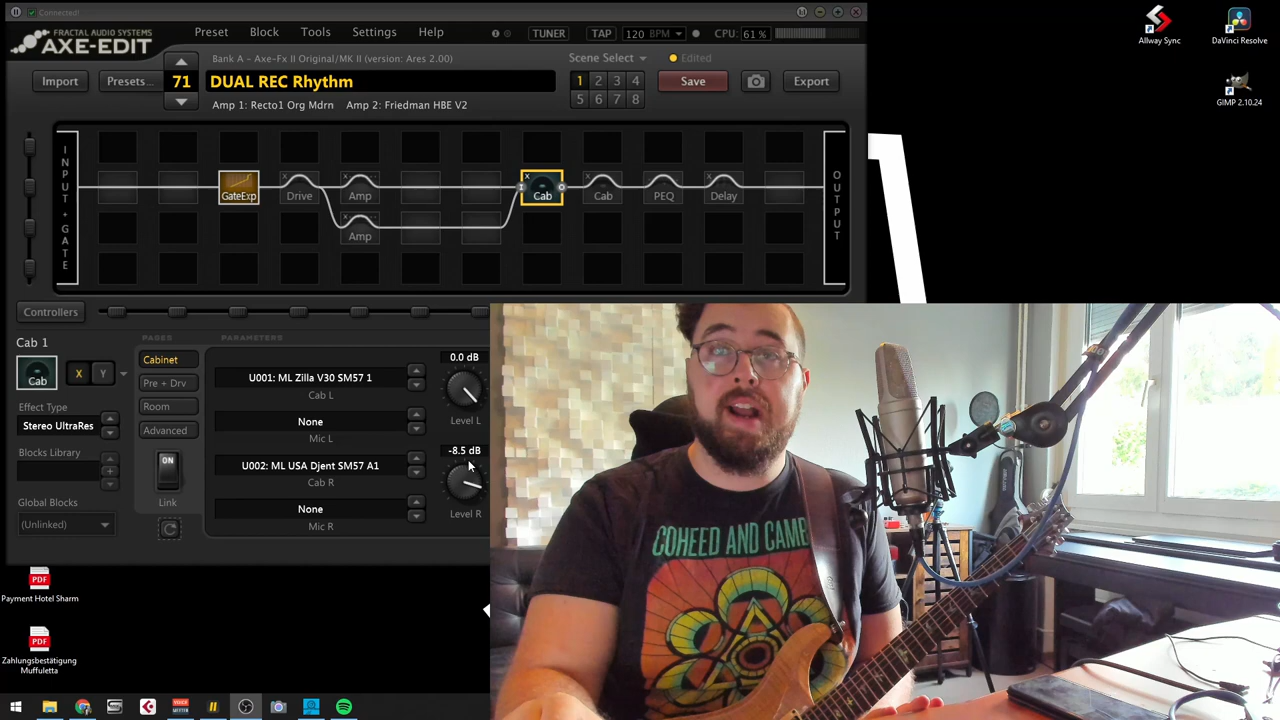 Connected!
FRACTAL AUDIO SYSTEMS
AXE-EDIT
Preset Block Tools Settings Help
TUNER TAP 120 BPM CPU: 61 %
Bank A - Axe-Fx II Original/MK II (version: Ares 2.00)
Import Presets... 71 DUAL REC Rhythm
Amp 1: Recto1 Org Mdrn Amp 2: Friedman HBE V2
Scene Select Edited
1 2 3 4
5 6 7 8
Save Export
INPUT + GATE
GateExp Drive Amp Cab Cab PEQ Delay
Amp
OUTPUT
Controllers
Cab 1
Cab
X Y
Effect Type
Stereo UltraRes
Blocks Library
Global Blocks
(Unlinked)
PAGES
Cabinet
Pre + Drv
Room
Advanced
ON
Link
PARAMETERS
U001: ML Zilla V30 SM57 1
Cab L
None
Mic L
U002: ML USA Djent SM57 A1
Cab R
None
Mic R
0.0 dB
Level L
-8.5 dB
Level R
Allway Sync
DaVinci Resolve
GIMP 2.10.24
PDF
Payment Hotel Sharm
PDF
Zahlungsbestätigung
Muffuletta
COHEED AND CAMB